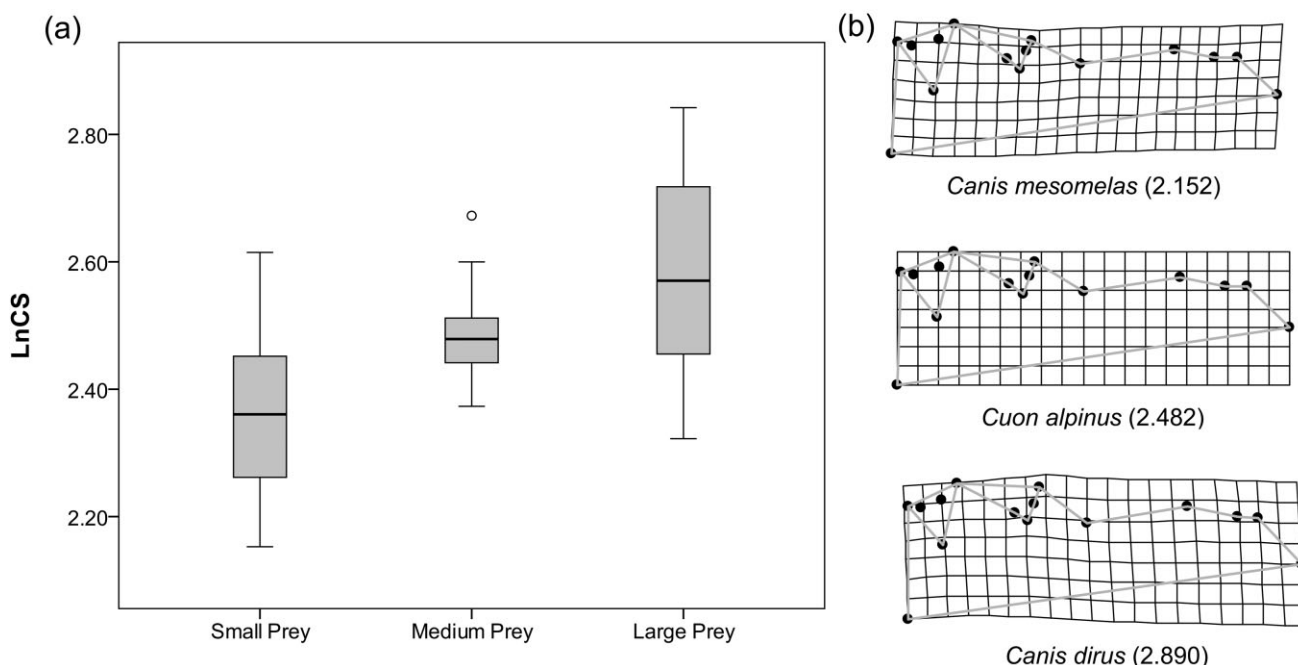 (a)
LnCS
2.80
2.60
2.40
2.20
Small Prey
Medium Prey
Large Prey
(b)
Canis mesomelas (2.152)
Cuon alpinus (2.482)
Canis dirus (2.890)